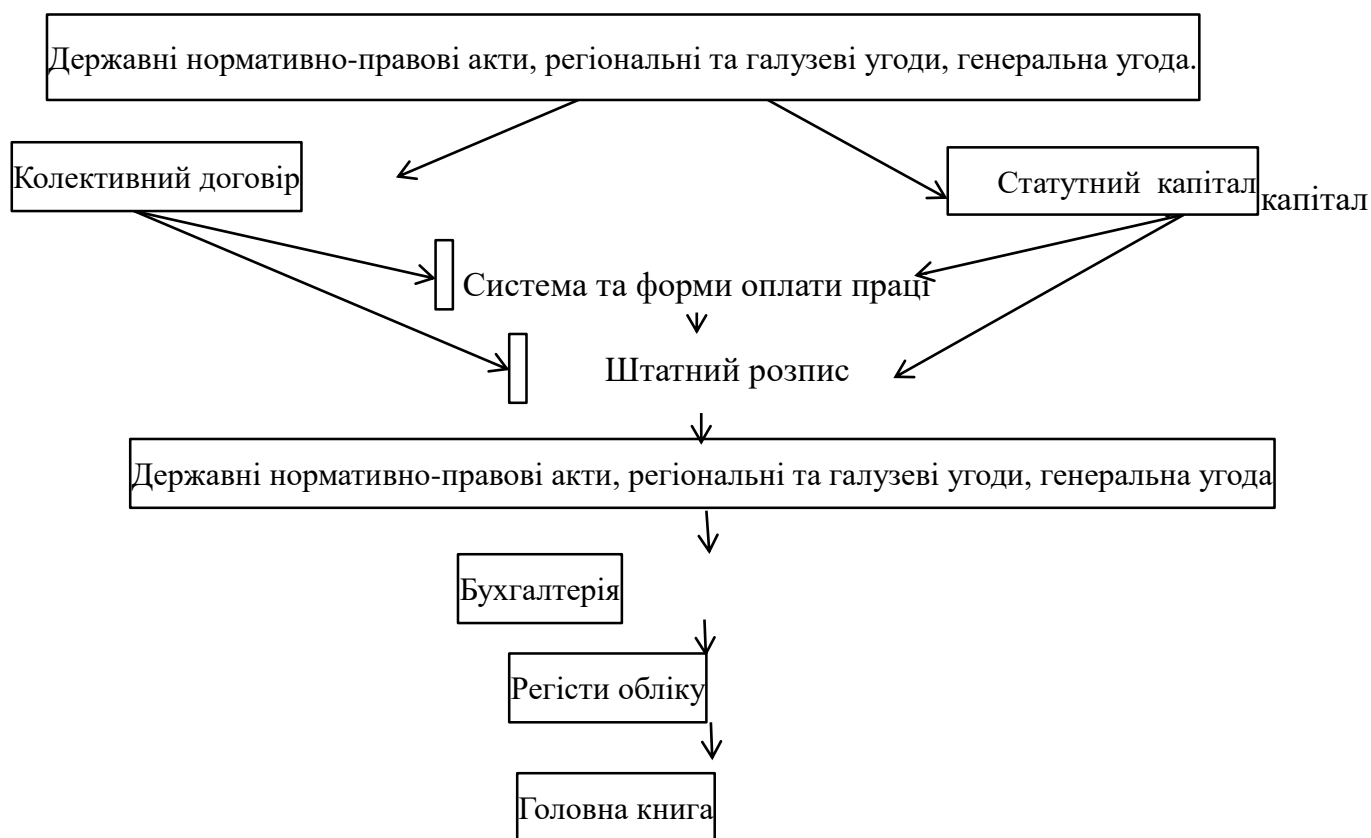 Державні нормативно-правові акти, регіональні та галузеві угоди, генеральна угода.
Колективний договір
Статутний капітал
капітал
Система та форми оплати праці
Штатний розпис
Державні нормативно-правові акти, регіональні та галузеві угоди, генеральна угода
Бухгалтерія
Регісти обліку
Головна книга